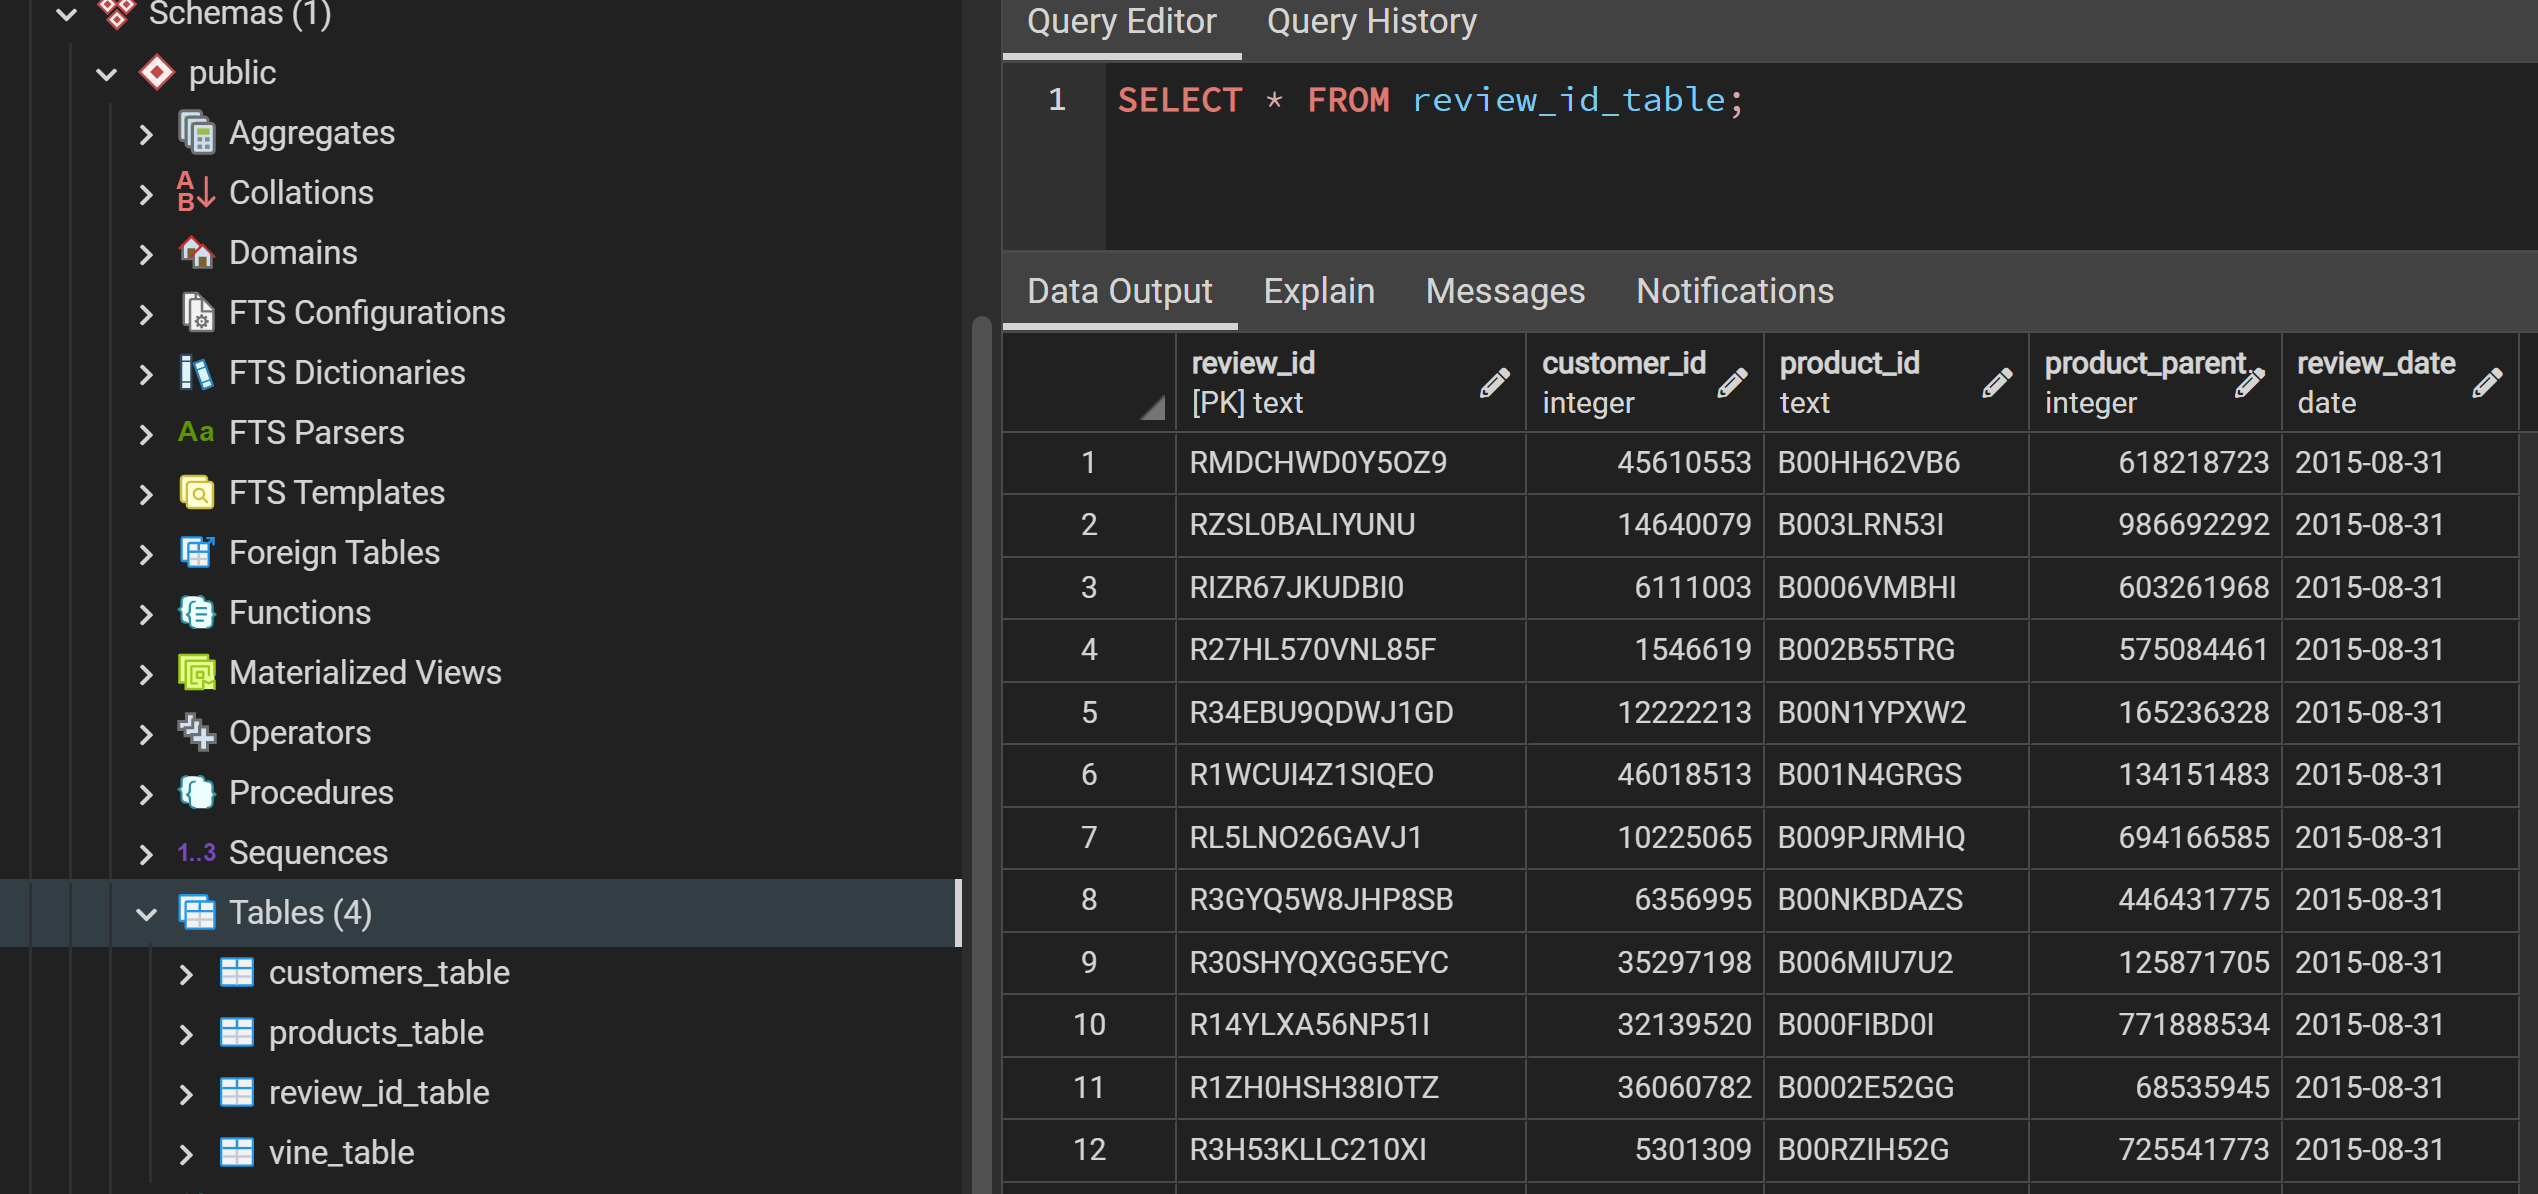 Schemas (1)
public
Aggregates
Collations
Domains
FTS Configurations
FTS Dictionaries
Aa FTS Parsers
FTS Templates
Foreign Tables
Functions
Materialized Views
Operators
Procedures
1..3 Sequences
Tables (4)
customers_table
products_table
review_id_table
vine_table
Query Editor Query History
1 SELECT * FROM review_id_table;
Data Output Explain Messages Notifications
review_id customer_id product_id product_parent.. review_date
[PK] text integer text integer date
1 RMDCHWD0Y5OZ9 45610553 B00HH62VB6 618218723 2015-08-31
2 RZSL0BALIYUNU 14640079 B003LRN53I 986692292 2015-08-31
3 RIZR67JKUDBI0 6111003 B0006VMBHI 603261968 2015-08-31
4 R27HL570VNL85F 1546619 B002B55TRG 575084461 2015-08-31
5 R34EBU9QDWJ1GD 12222213 B00N1YPXW2 165236328 2015-08-31
6 R1WCUI4Z1SIQEO 46018513 B001N4GRGS 134151483 2015-08-31
7 RL5LNO26GAVJ1 10225065 B009PJRMHQ 694166585 2015-08-31
8 R3GYQ5W8JHP8SB 6356995 B00NKBDAZS 446431775 2015-08-31
9 R30SHYQXGG5EYC 35297198 B006MIU7U2 125871705 2015-08-31
10 R14YLXA56NP51I 32139520 B000FIBD0I 771888534 2015-08-31
11 R1ZH0HSH38IOTZ 36060782 B0002E52GG 68535945 2015-08-31
12 R3H53KLLC210XI 5301309 B00RZIH52G 725541773 2015-08-31